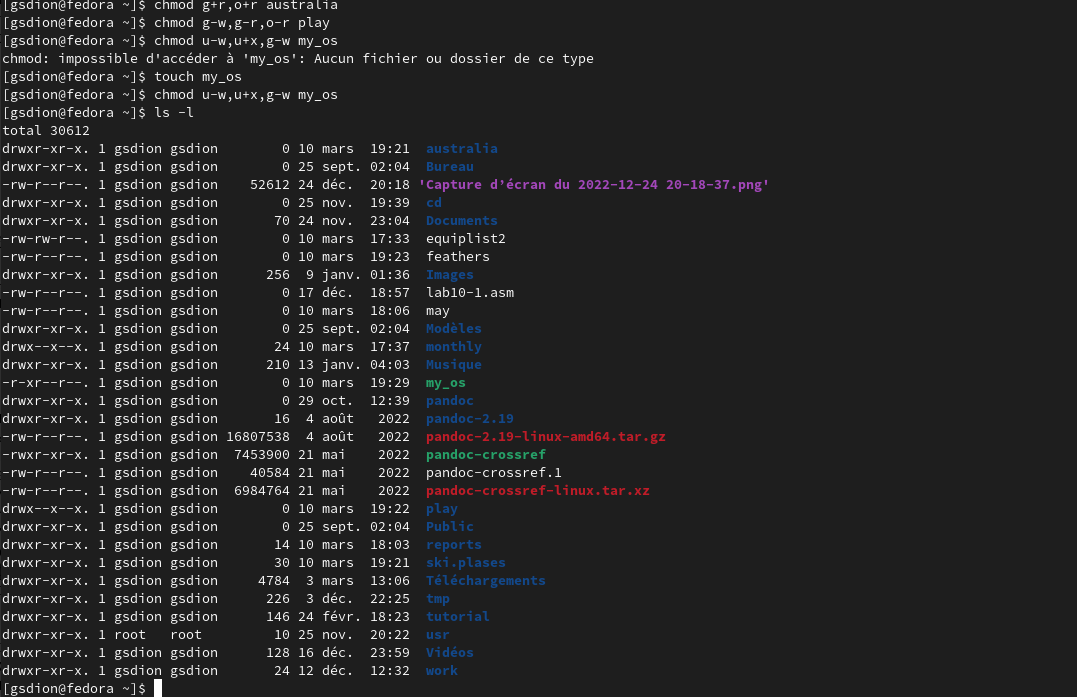 [gsdion@fedora ~]$ chmod g+r,o+r australia
[gsdion@fedora ~]$ chmod g-w,g-r,o-r play
[gsdion@fedora ~]$ chmod u-w,u+x,g-w my_os
chmod: impossible d'accéder à 'my_os': Aucun fichier ou dossier de ce type
[gsdion@fedora ~]$ touch my_os
[gsdion@fedora ~]$ chmod u-w,u+x,g-w my_os
[gsdion@fedora ~]$ ls -l
total 30612
drwxr-xr-x. 1 gsdion gsdion        0 10 mars  19:21  australia
drwxr-xr-x. 1 gsdion gsdion        0 25 sept. 02:04  Bureau
-rw-r--r--. 1 gsdion gsdion    52612 24 déc.  20:18 'Capture d’écran du 2022-12-24 20-18-37.png'
drwxr-xr-x. 1 gsdion gsdion        0 25 nov.  19:39  cd
drwxr-xr-x. 1 gsdion gsdion       70 24 nov.  23:04  Documents
-rw-rw-r--. 1 gsdion gsdion        0 10 mars  17:33  equiplist2
-rw-r--r--. 1 gsdion gsdion        0 10 mars  19:23  feathers
drwxr-xr-x. 1 gsdion gsdion      256  9 janv. 01:36  Images
-rw-r--r--. 1 gsdion gsdion        0 17 déc.  18:57  lab10-1.asm
-rw-r--r--. 1 gsdion gsdion        0 10 mars  18:06  may
drwxr-xr-x. 1 gsdion gsdion        0 25 sept. 02:04  Modèles
drwx--x--x. 1 gsdion gsdion       24 10 mars  17:37  monthly
drwxr-xr-x. 1 gsdion gsdion      210 13 janv. 04:03  Musique
-r-xr--r--. 1 gsdion gsdion        0 10 mars  19:29  my_os
drwxr-xr-x. 1 gsdion gsdion        0 29 oct.  12:39  pandoc
drwxr-xr-x. 1 gsdion gsdion       16  4 août   2022  pandoc-2.19
-rw-r--r--. 1 gsdion gsdion 16807538  4 août   2022  pandoc-2.19-linux-amd64.tar.gz
-rwxr-xr-x. 1 gsdion gsdion  7453900 21 mai    2022  pandoc-crossref
-rw-r--r--. 1 gsdion gsdion    40584 21 mai    2022  pandoc-crossref.1
-rw-r--r--. 1 gsdion gsdion  6984764 21 mai    2022  pandoc-crossref-linux.tar.xz
drwx--x--x. 1 gsdion gsdion        0 10 mars  19:22  play
drwxr-xr-x. 1 gsdion gsdion        0 25 sept. 02:04  Public
drwxr-xr-x. 1 gsdion gsdion       14 10 mars  18:03  reports
drwxr-xr-x. 1 gsdion gsdion       30 10 mars  19:21  ski.plases
drwxr-xr-x. 1 gsdion gsdion     4784  3 mars  13:06  Téléchargements
drwxr-xr-x. 1 gsdion gsdion      226  3 déc.  22:25  tmp
drwxr-xr-x. 1 gsdion gsdion      146 24 févr. 18:23  tutorial
drwxr-xr-x. 1 root   root         10 25 nov.  20:22  usr
drwxr-xr-x. 1 gsdion gsdion      128 16 déc.  23:59  Vidéos
drwxr-xr-x. 1 gsdion gsdion       24 12 déc.  12:32  work
[gsdion@fedora ~]$